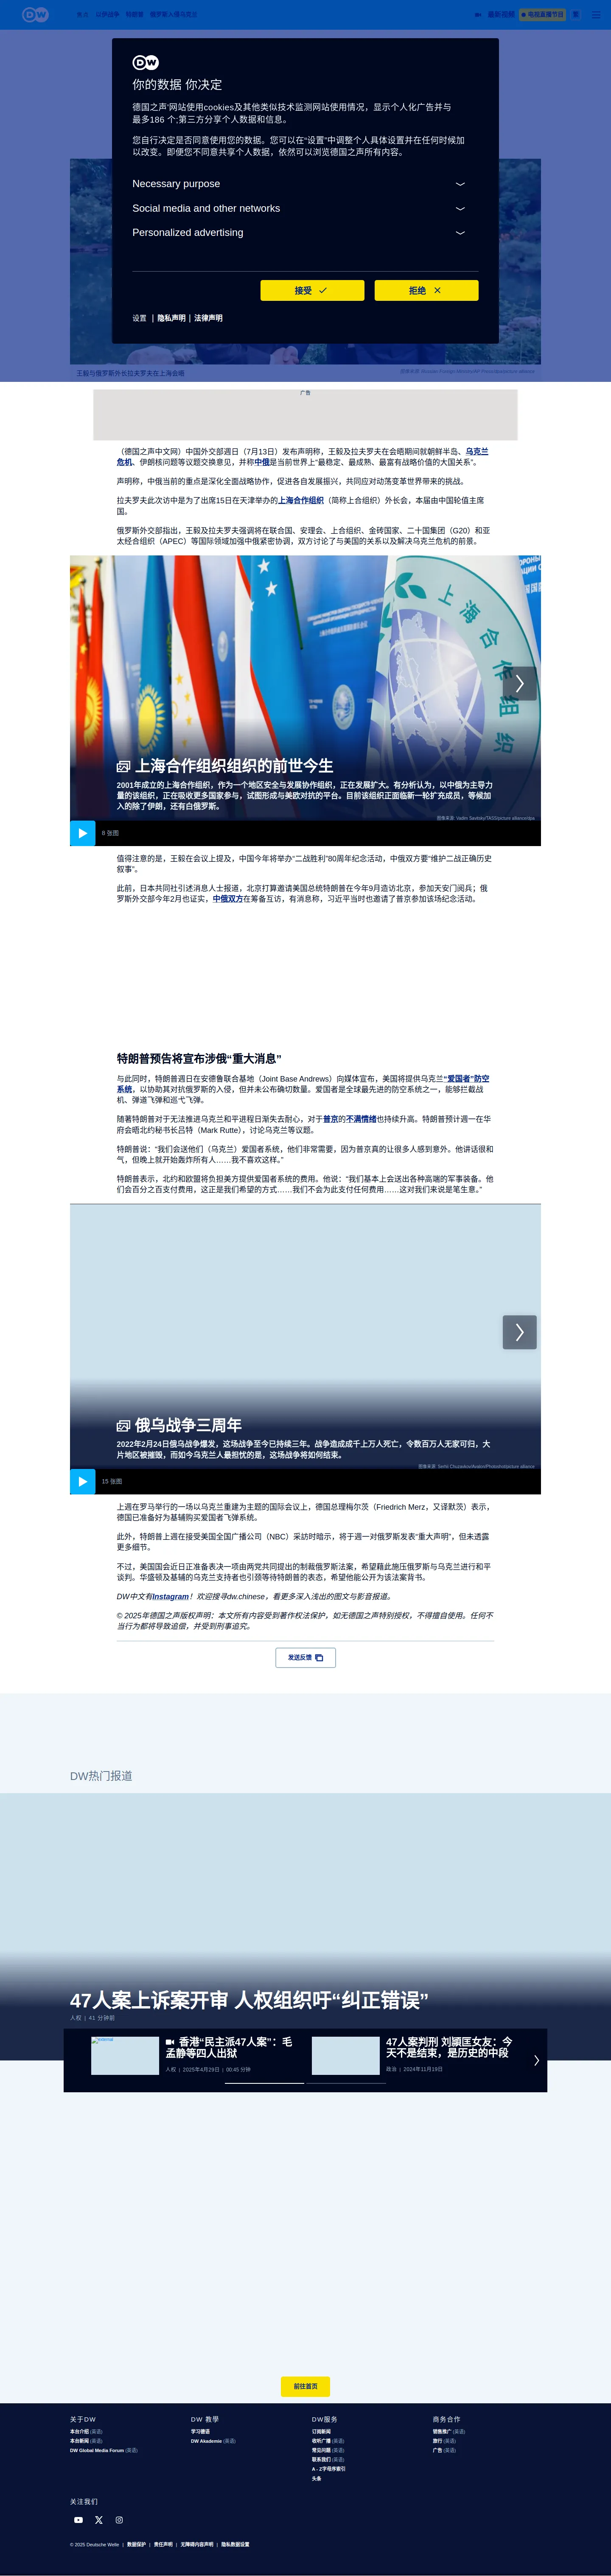 DW
以伊战争
特朗普
俄罗斯入侵乌克兰
最新视频
电视直播节目
DW
你的数据 你决定
德国之声'网站使用cookies及其他类似技术监测网站使用情况，显示个人化广告并与
最多186 个;第三方分享个人数据和信息。
您自行决定是否同意使用您的数据。您可以在“设置”中调整个人具体设置并在任何时候加
以改变。即便您不同意共享个人数据，依然可以浏览德国之声所有内容。
Necessary purpose
Social media and other networks
Personalized advertising
接受
拒绝
设置 | 隐私声明 | 法律声明
王毅与俄罗斯外长拉夫罗夫在上海会晤
广告
（德国之声中文网）中国外交部週日（7月13日）发布声明称，王毅及拉夫罗夫在会晤期间就朝鲜半岛、乌克兰
危机、伊朗核问题等议题交换意见，并称中俄是当前世界上“最稳定、最成熟、最富有战略价值的大国关系”。
声明称，中俄当前的重点是深化全面战略协作，促进各自发展振兴，共同应对动荡变革世界带来的挑战。
拉夫罗夫此次访中是为了出席15日在天津举办的上海合作组织（简称上合组织）外长会，本届由中国轮值主席
国。
俄罗斯外交部指出，王毅及拉夫罗夫强调将在联合国、安理会、上合组织、金砖国家、二十国集团（G20）和亚
太经合组织（APEC）等国际领域加强中俄紧密协调，双方讨论了与美国的关系以及解决乌克兰危机的前景。
上海合作组织
上海合作组织组织的前世今生
2001年成立的上海合作组织，作为一个地区安全与发展协作组织，正在发展扩大。有分析认为，以中俄为主导力
量的该组织，正在吸收更多国家参与，试图形成与美欧对抗的平台。目前该组织正面临新一轮扩充成员，等候加
入的除了伊朗，还有白俄罗斯。
图像来源: Vadim Savitsky/TASS/picture alliance/dpa
8 张图
值得注意的是，王毅在会议上提及，中国今年将举办“二战胜利”80周年纪念活动，中俄双方要“维护二战正确历史
叙事”。
此前，日本共同社引述消息人士报道，北京打算邀请美国总统特朗普在今年9月造访北京，参加天安门阅兵；俄
罗斯外交部今年2月也证实，中俄双方在筹备互访，有消息称，习近平当时也邀请了普京参加该场纪念活动。
特朗普预告将宣布涉俄“重大消息”
与此同时，特朗普週日在安德鲁联合基地（Joint Base Andrews）向媒体宣布，美国将提供乌克兰“爱国者”防空
系统，以协助其对抗俄罗斯的入侵，但并未公布确切数量。爱国者是全球最先进的防空系统之一，能够拦截战
机、弹道飞弹和巡弋飞弹。
随著特朗普对于无法推进乌克兰和平进程日渐失去耐心，对于普京的不满情绪也持续升高。特朗普预计週一在华
府会晤北约秘书长吕特（Mark Rutte），讨论乌克兰等议题。
特朗普说：“我们会送他们（乌克兰）爱国者系统，他们非常需要，因为普京真的让很多人感到意外。他讲话很和
气，但晚上就开始轰炸所有人……我不喜欢这样。”
特朗普表示，北约和欧盟将负担美方提供爱国者系统的费用。他说：“我们基本上会送出各种高端的军事装备。他
们会百分之百支付费用，这正是我们希望的方式……我们不会为此支付任何费用……这对我们来说是笔生意。”
俄乌战争三周年
2022年2月24日俄乌战争爆发，这场战争至今已持续三年。战争造成成千上万人死亡，令数百万人无家可归，大
片地区被摧毁，而如今乌克兰人最担忧的是，这场战争将如何结束。
图像来源: Serhii Chuzavkov/Avalon/Photoshot/picture alliance
15 张图
上週在罗马举行的一场以乌克兰重建为主题的国际会议上，德国总理梅尔茨（Friedrich Merz，又译默茨）表示，
德国已准备好为基辅购买爱国者飞弹系统。
此外，特朗普上週在接受美国全国广播公司（NBC）采訪时暗示，将于週一对俄罗斯发表“重大声明”，但未透露
更多细节。
不过，美国国会近日正准备表决一项由两党共同提出的制裁俄罗斯法案，希望藉此施压俄罗斯与乌克兰进行和平
谈判。华盛顿及基辅的乌克兰支持者也引颈等待特朗普的表态，希望他能公开为该法案背书。
DW中文有Instagram！欢迎搜寻dw.chinese，看更多深入浅出的图文与影音报道。
© 2025年德国之声版权声明：本文所有内容受到著作权法保护，如无德国之声特别授权，不得擅自使用。任何不
当行为都将导致追偿，并受到刑事追究。
发送反馈
DW热门报道
47人案上诉案开审 人权组织吁“纠正错误”
人权 | 41 分钟前
香港“民主派47人案”：毛
孟静等四人出狱
人权 | 2025年4月29日 | 00:45 分钟
47人案判刑 刘頴匡女友：今
天不是结束，是历史的中段
政治 | 2024年11月19日
前往首页
关于DW
本台介绍 (英语)
本台新闻 (英语)
DW Global Media Forum (英语)
DW 教學
学习德语
DW Akademie (英语)
DW服务
订阅新闻
收听广播 (英语)
常见问题 (英语)
联系我们 (英语)
A - Z字母序索引
头条
商务合作
销售推广 (英语)
旅行 (英语)
广告 (英语)
关注我们
© 2025 Deutsche Welle | 数据保护 | 责任声明 | 无障碍内容声明 | 隐私数据设置